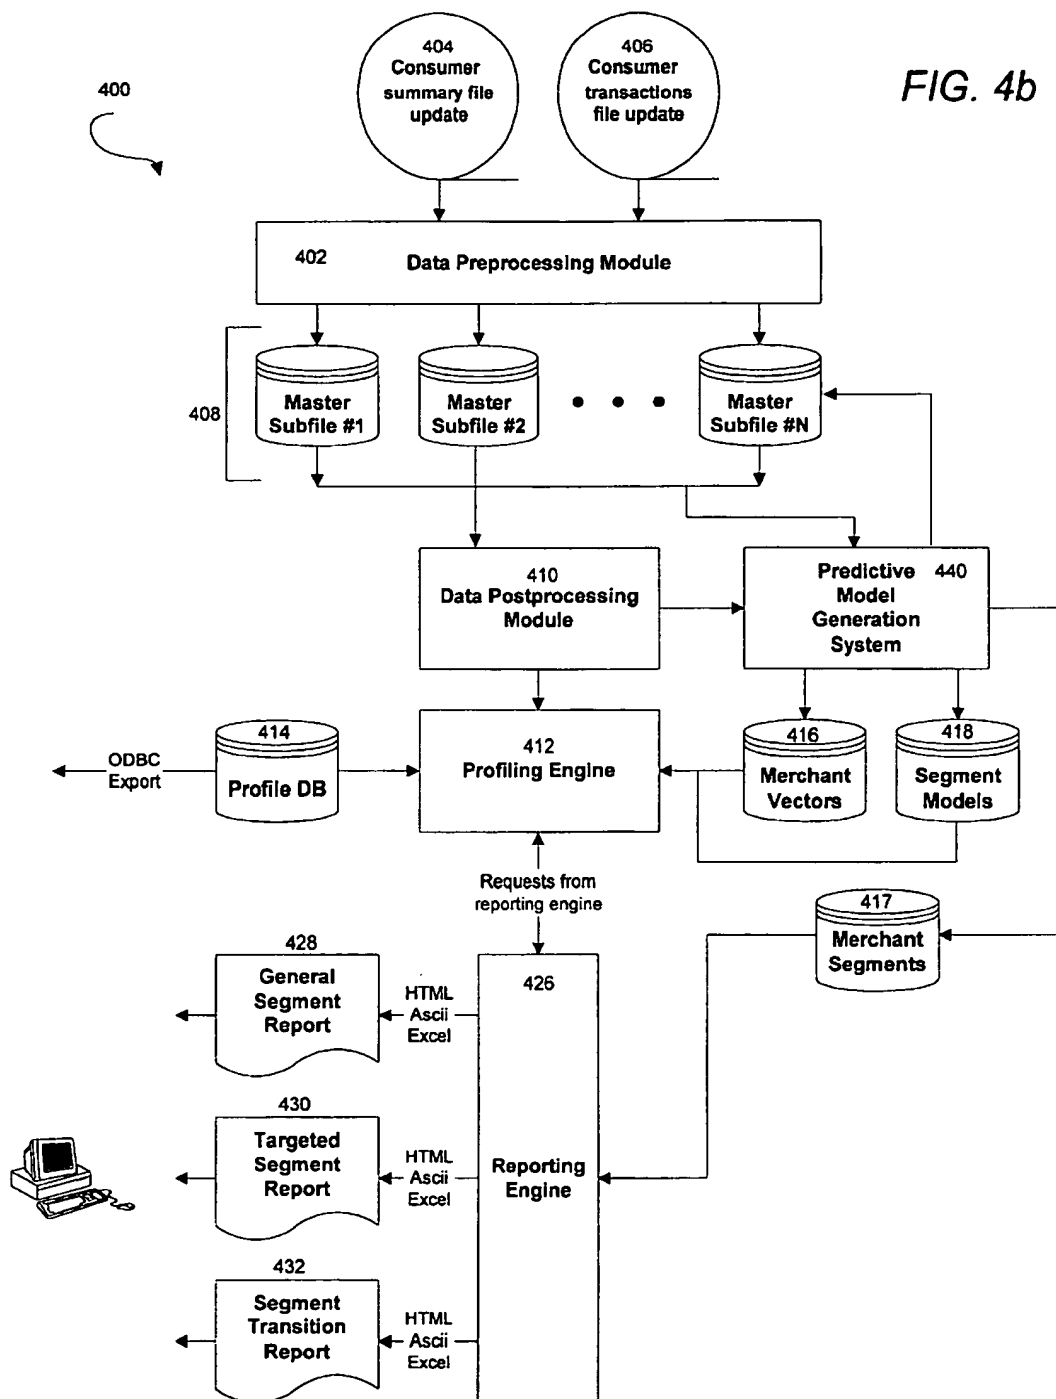 FIG. 4b
400
404
Consumer
summary file
update
406
Consumer
transactions
file update
402
Data Preprocessing Module
408
Master
Subfile #1
Master
Subfile #2
Master
Subfile #N
410
Data Postprocessing
Module
Predictive
Model
Generation
System
440
ODBC
Export
414
Profile DB
412
Profiling Engine
416
Merchant
Vectors
418
Segment
Models
Requests from
reporting engine
417
Merchant
Segments
428
General
Segment
Report
HTML
Ascii
Excel
426
Reporting
Engine
430
Targeted
Segment
Report
HTML
Ascii
Excel
432
Segment
Transition
Report
HTML
Ascii
Excel